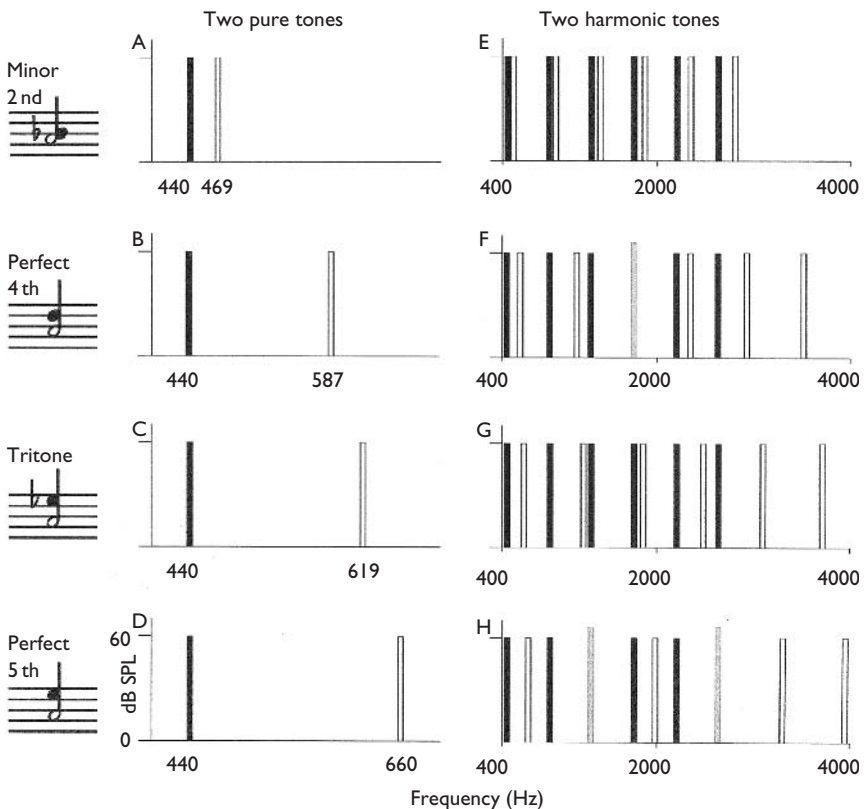 Two pure tones
Two harmonic tones
Minor
2 nd
A
440 469
E
400 2000 4000
Perfect
4 th
B
440 587
F
400 2000 4000
Tritone
C
440 619
G
400 2000 4000
Perfect
5 th
D
60
dB SPL
0
440 660
H
400 2000 4000
Frequency (Hz)